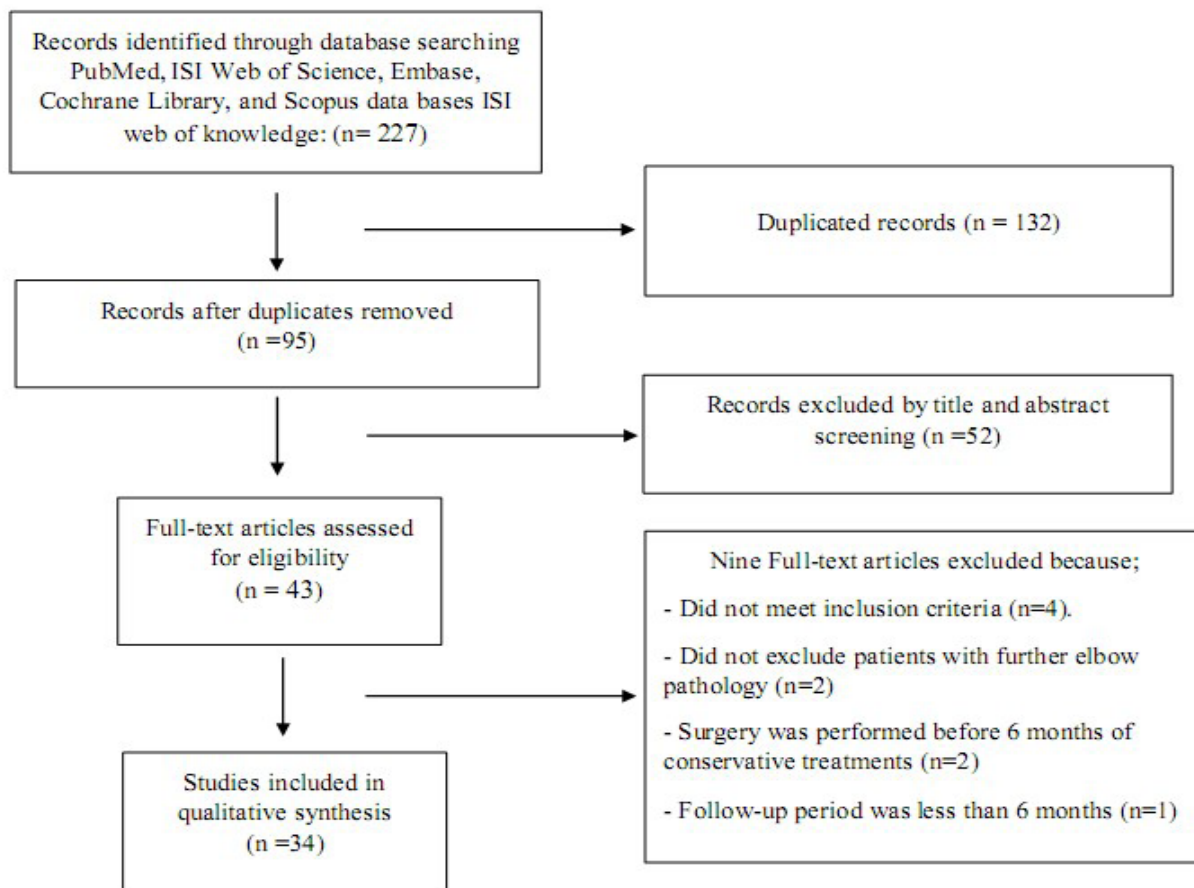 Records identified through database searching
PubMed, ISI Web of Science, Embase,
Cochrane Library, and Scopus data bases ISI
web of knowledge: (n= 227)
Duplicated records (n = 132)
Records after duplicates removed
(n =95)
Records excluded by title and abstract
screening (n =52)
Full-text articles assessed
for eligibility
(n = 43)
Nine Full-text articles excluded because;
- Did not meet inclusion criteria (n=4).
- Did not exclude patients with further elbow
pathology (n=2)
- Surgery was performed before 6 months of
conservative treatments (n=2)
- Follow-up period was less than 6 months (n=1)
Studies included in
qualitative synthesis
(n =34)